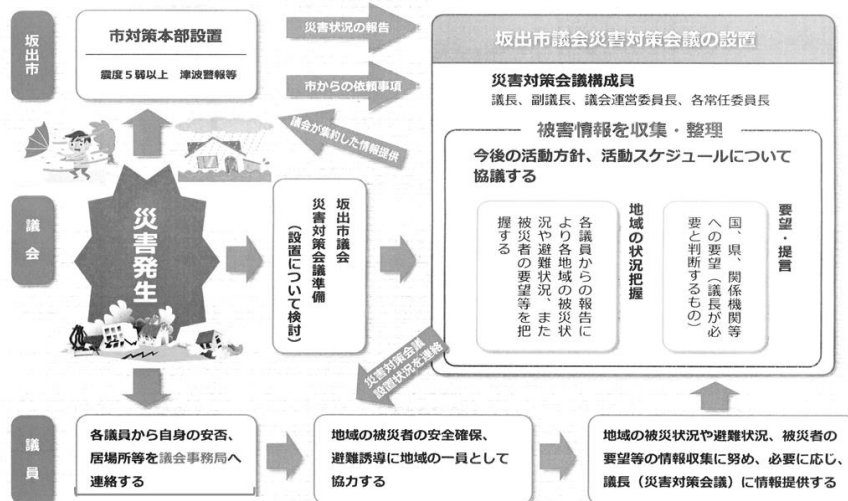 坂出市
市対策本部設置
震度5弱以上 津波警報等
災害状況の報告
市からの依頼事項
議会が集約した情報提供
坂出市議会災害対策会議の設置
災害対策会議構成員
議長、副議長、議会運営委員長、各常任委員長
被害情報を収集・整理
今後の活動方針、活動スケジュールについて
協議する
要望・提言
国、県、関係機関等
への要望(議長が必
要と判断するもの)
地域の状況把握
各議員からの報告に
より各地域の被災状
況や避難状況、また
被災者の要望等を把
握する
議会
災害発生
坂出市議会
災害対策会議準備
(設置について検討)
災害対策会議
設置状況を連絡
議員
各議員から自身の安否、
居場所等を議会事務局へ
連絡する
地域の被災者の安全確保、
避難誘導に地域の一員として
協力する
地域の被災状況や避難状況、被災者の
要望等の情報収集に努め、必要に応じ、
議長(災害対策会議)に情報提供する